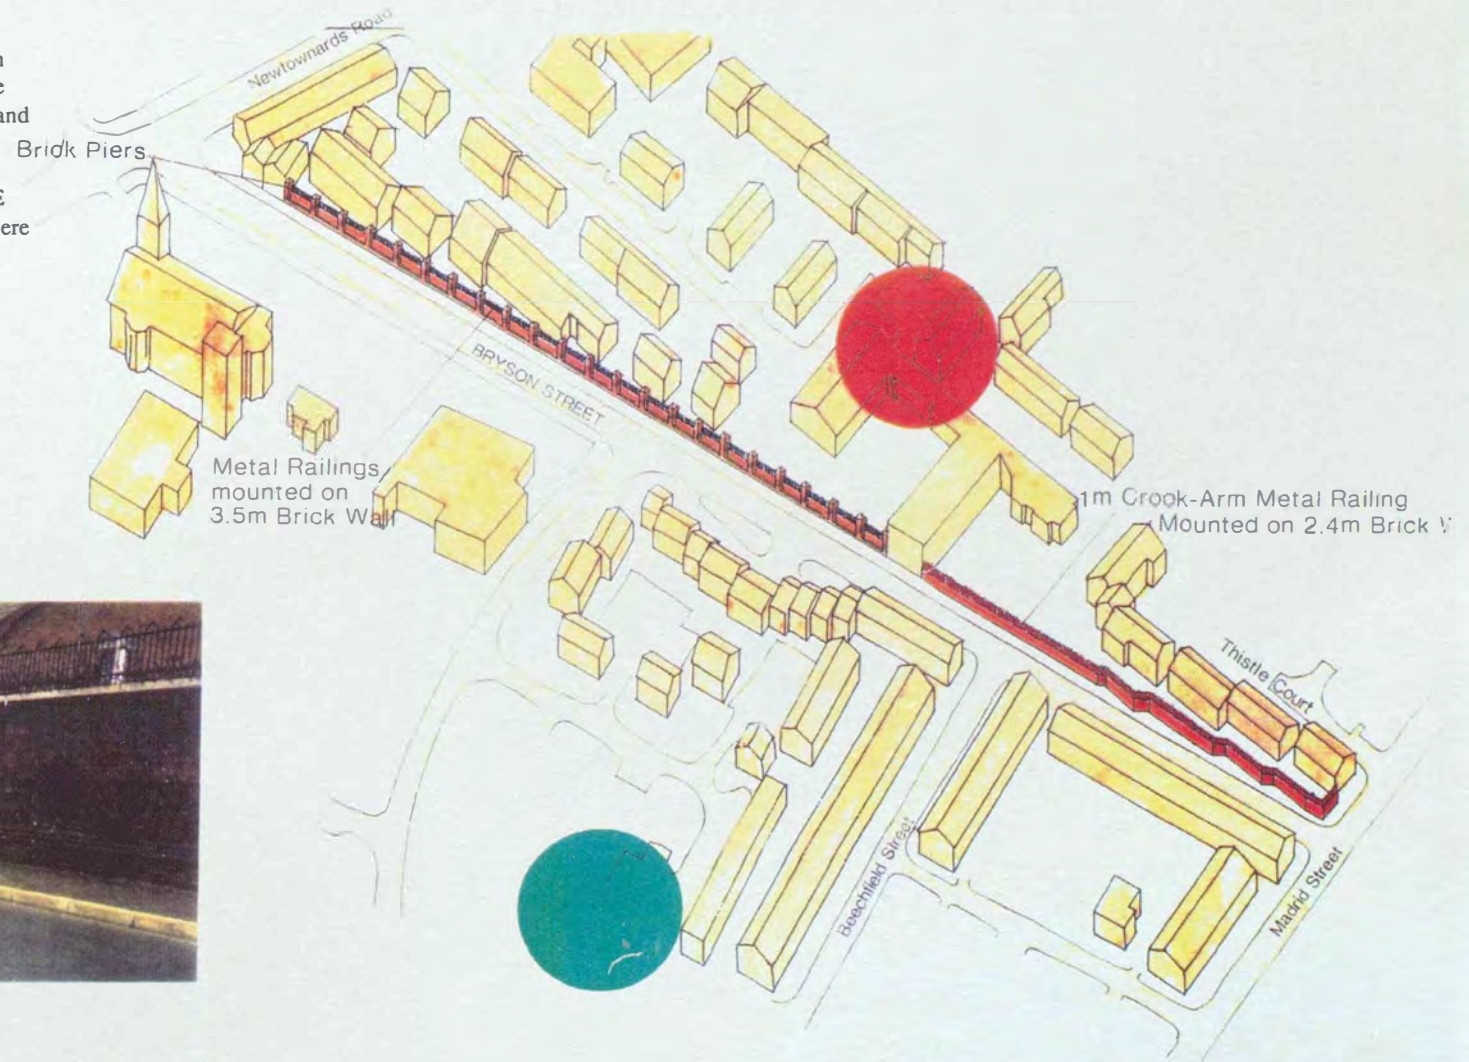 and
ere
Newtownards Road
Brick Piers
BRYSON STREET
Metal Railings
mounted on
3.5m Brick Wall
1m Crook-Arm Metal Railing
Mounted on 2.4m Brick
Thistle Court
Beechfield Street
Madrid Street